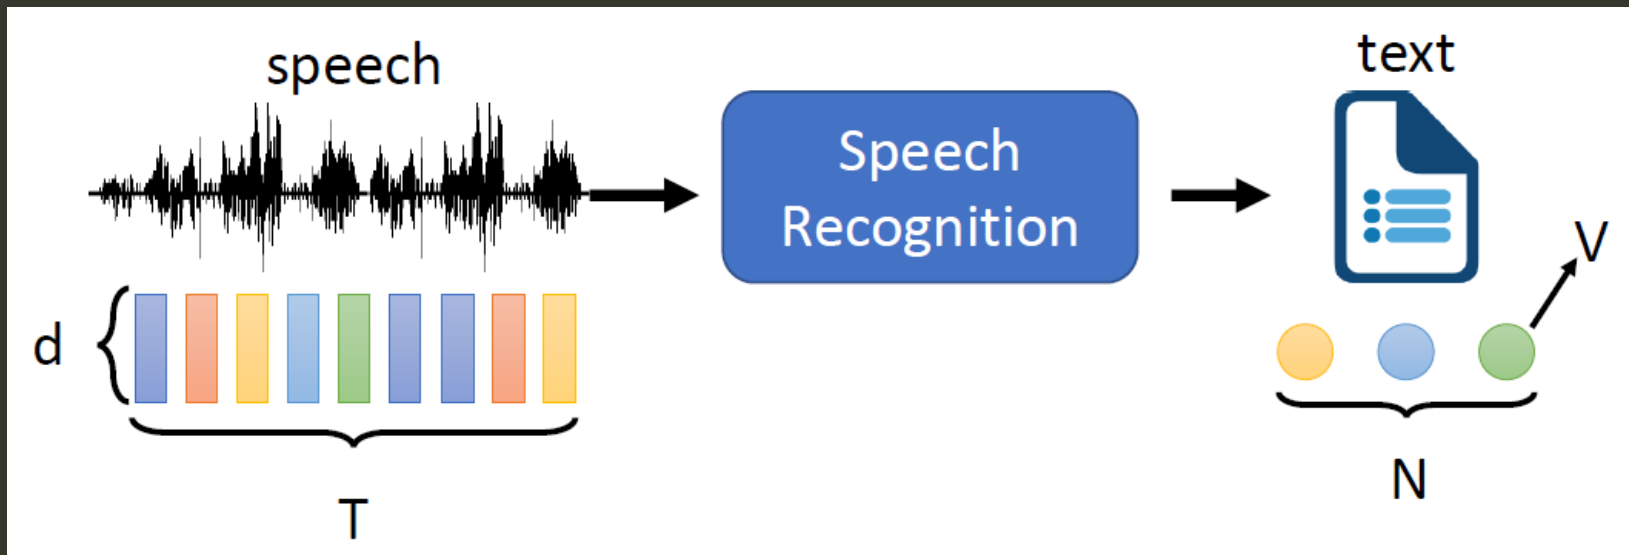 speech
text
Speech
Recognition
V
d
T
N